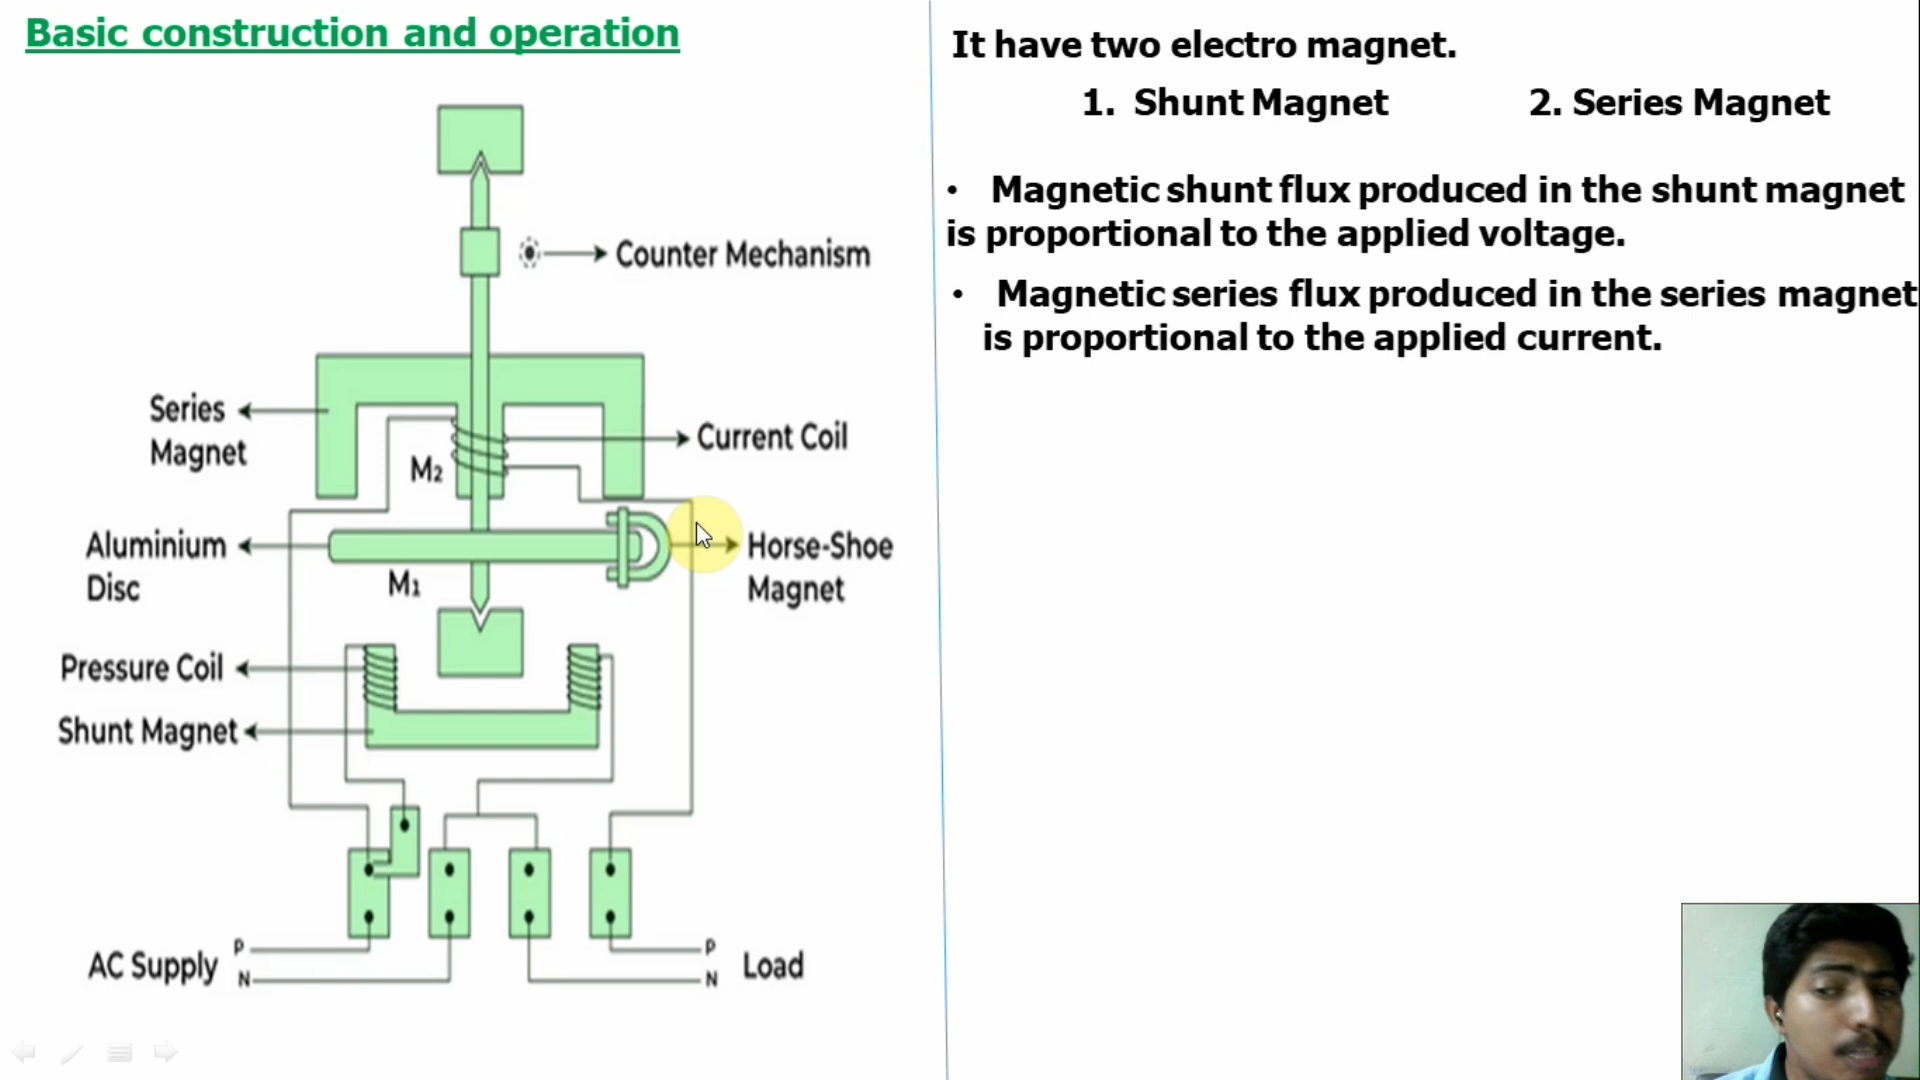 Basic construction and operation
Counter Mechanism
Series
Magnet
Current Coil
M₂
Aluminium
Disc
Horse-Shoe
Magnet
M₁
Pressure Coil
Shunt Magnet
AC Supply
P
N
P
N
Load
It have two electro magnet.
1. Shunt Magnet
2. Series Magnet
• Magnetic shunt flux produced in the shunt magnet
is proportional to the applied voltage.
• Magnetic series flux produced in the series magnet
is proportional to the applied current.